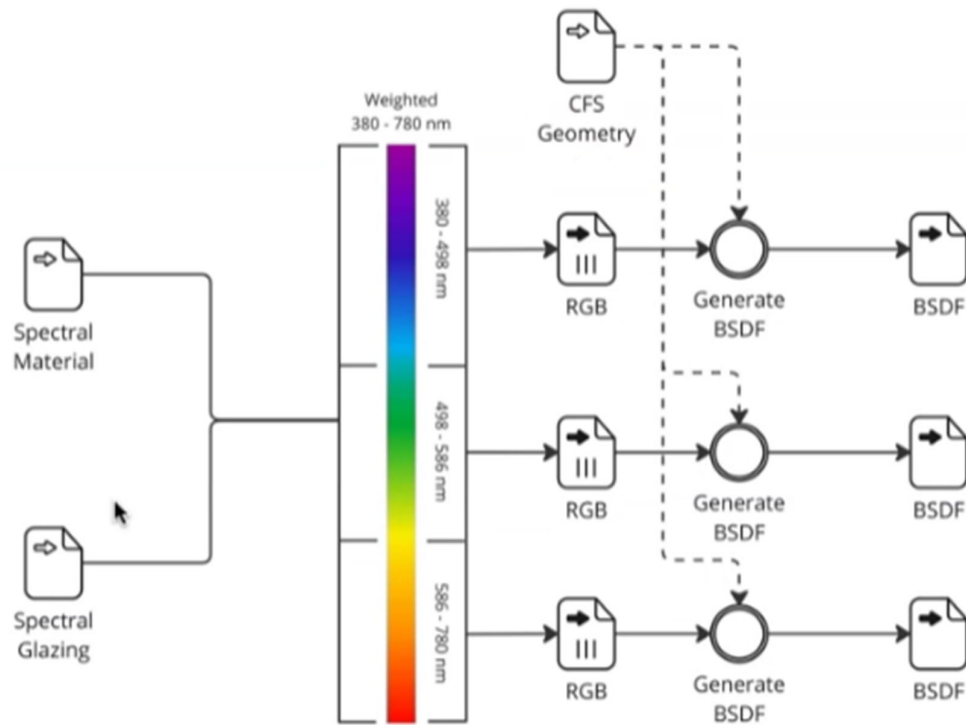 CFS
Geometry
Weighted
380 - 780 nm
Spectral
Material
380 - 498 nm
RGB
Generate
BSDF
BSDF
498 - 586 nm
RGB
Generate
BSDF
BSDF
Spectral
Glazing
586 - 780 nm
RGB
Generate
BSDF
BSDF